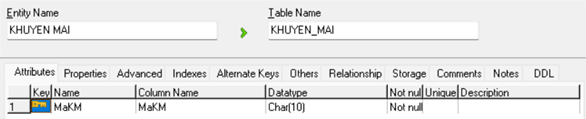 Entity Name
Table Name
KHUYEN MAI
KHUYEN_MAI
Attributes Properties Advanced Indexes Alternate Keys Others Relationship Storage Comments Notes DDL
Key Name Column Name Datatype Not nul Unique Description
1 MaKM MaKM Char(10) Not null